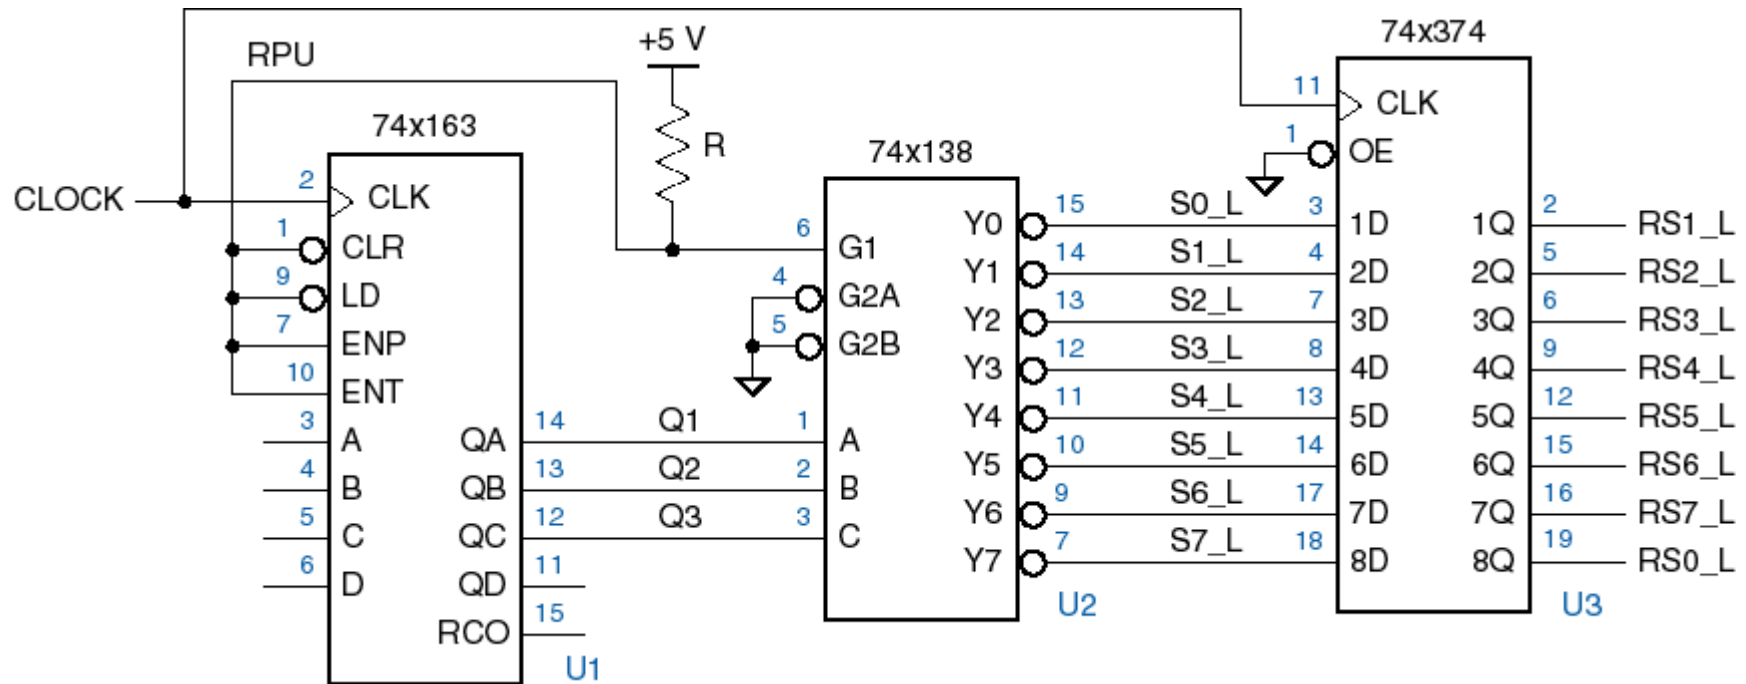 RPU
+5 V
R
CLOCK
74x163
2 CLK
1 CLR
9 LD
7 ENP
10 ENT
3 A
4 B
5 C
6 D
QA 14
QB 13
QC 12
QD 11
RCO 15
U1
Q1
Q2
Q3
74x138
6 G1
4 G2A
5 G2B
1 A
2 B
3 C
Y0 15 S0_L
Y1 14 S1_L
Y2 13 S2_L
Y3 12 S3_L
Y4 11 S4_L
Y5 10 S5_L
Y6 9 S6_L
Y7 7 S7_L
U2
74x374
11 CLK
1 OE
3 1D 1Q 2 RS1_L
4 2D 2Q 5 RS2_L
7 3D 3Q 6 RS3_L
8 4D 4Q 9 RS4_L
13 5D 5Q 12 RS5_L
14 6D 6Q 15 RS6_L
17 7D 7Q 16 RS7_L
18 8D 8Q 19 RS0_L
U3